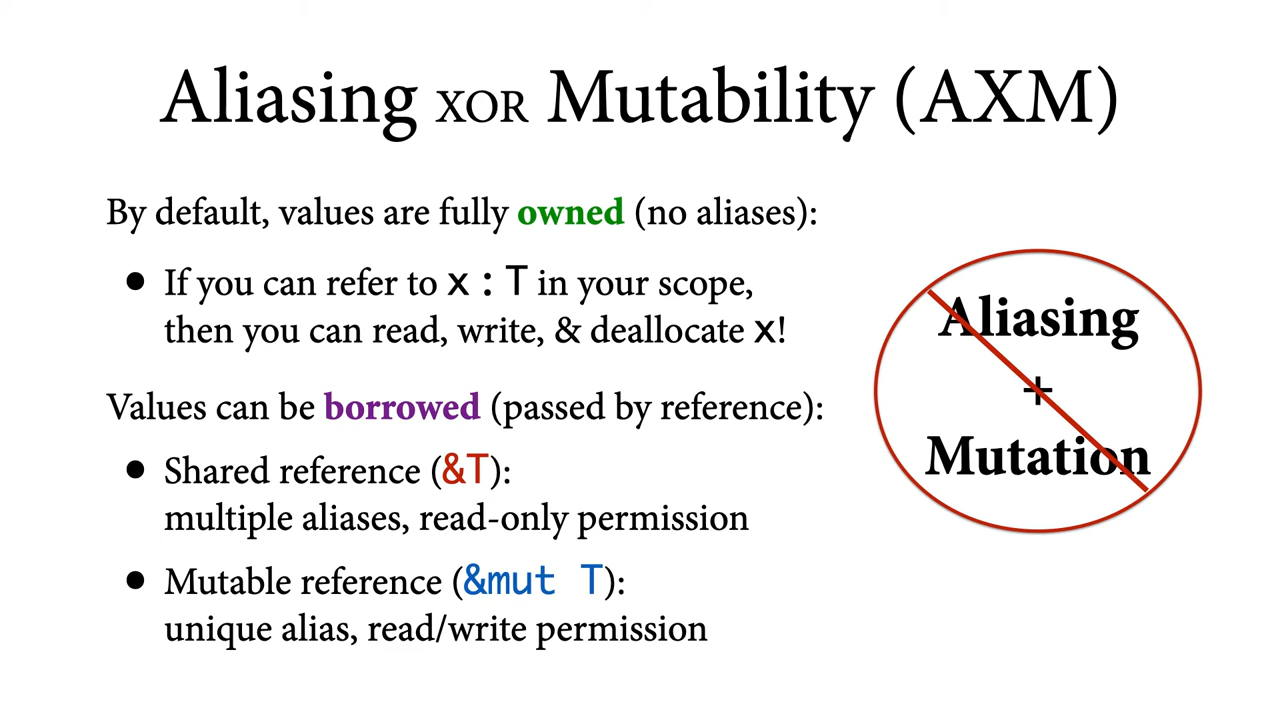 Aliasing XOR Mutability (AXM)
By default, values are fully owned (no aliases):
• If you can refer to x : T in your scope,
then you can read, write, & deallocate x!
Values can be borrowed (passed by reference):
• Shared reference (&T):
multiple aliases, read-only permission
• Mutable reference (&mut T):
unique alias, read/write permission
Aliasing
+
Mutation